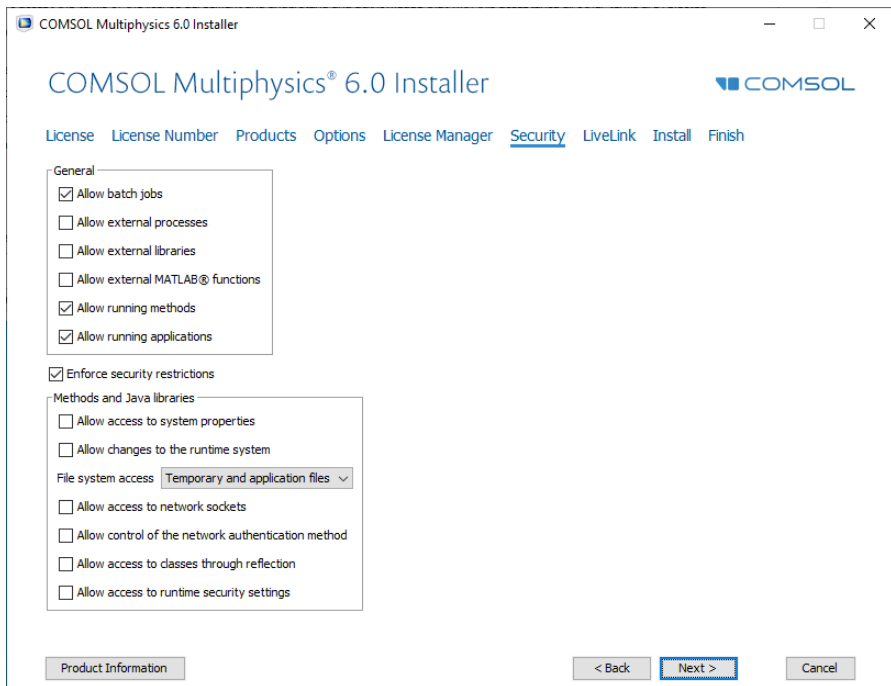 COMSOL Multiphysics 6.0 Installer
COMSOL Multiphysics® 6.0 Installer
COMSOL
License License Number Products Options License Manager Security LiveLink Install Finish
General
Allow batch jobs
Allow external processes
Allow external libraries
Allow external MATLAB® functions
Allow running methods
Allow running applications
Enforce security restrictions
Methods and Java libraries
Allow access to system properties
Allow changes to the runtime system
File system access Temporary and application files
Allow access to network sockets
Allow control of the network authentication method
Allow access to classes through reflection
Allow access to runtime security settings
Product Information < Back Next > Cancel